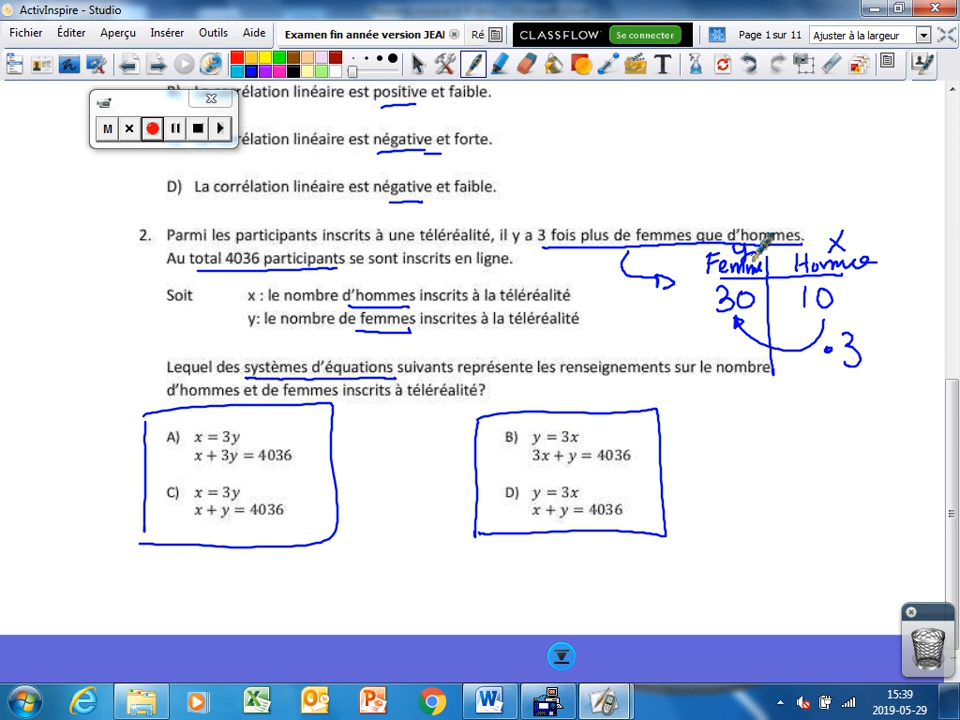 ActivInspire - Studio
Fichier Éditer Aperçu Insérer Outils Aide Examen fin année version JEAN Ré CLASSFLOW Se connecter Page 1 sur 11 Ajuster à la largeur
corrélation linéaire est positive et faible.
M
élation linéaire est négative et forte.
D) La corrélation linéaire est négative et faible.
2. Parmi les participants inscrits à une téléréalité, il y a 3 fois plus de femmes que d'hommes.
y x
Au total 4036 participants se sont inscrits en ligne.
Femme Homme
Soit x : le nombre d'hommes inscrits à la téléréalité
30 10
y: le nombre de femmes inscrites à la téléréalité
• 3
Lequel des systèmes d'équations suivants représente les renseignements sur le nombre
d'hommes et de femmes inscrits à téléréalité?
A) x = 3y
x + 3y = 4036
B) y = 3x
3x + y = 4036
C) x = 3y
x + y = 4036
D) y = 3x
x + y = 4036
15:39
2019-05-29